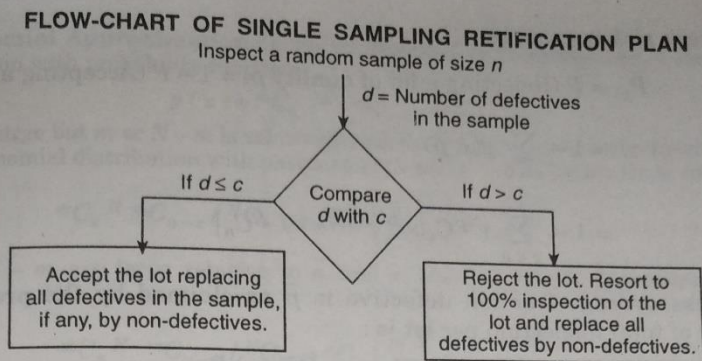 FLOW-CHART OF SINGLE SAMPLING RETIFICATION PLAN
Inspect a random sample of size n
d = Number of defectives
in the sample
If d ≤ c
Compare
d with c
If d > c
Accept the lot replacing
all defectives in the sample,
if any, by non-defectives.
Reject the lot. Resort to
100% inspection of the
lot and replace all
defectives by non-defectives.